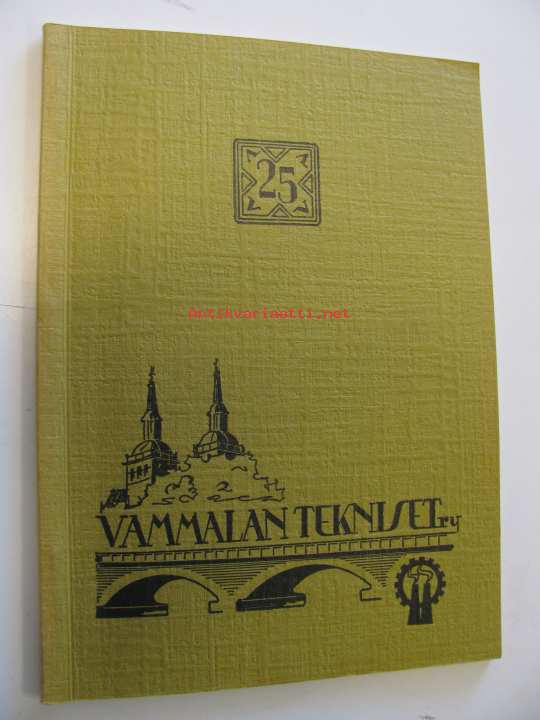 25
Antikvariaatti.net
VAMMALAN TEKNISET ry